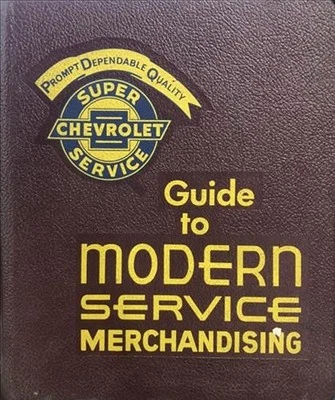 PROMPT DEPENDABLE QUALITY
SUPER
CHEVROLET
SERVICE
Guide
to
MODERN
SERVICE
MERCHANDISING